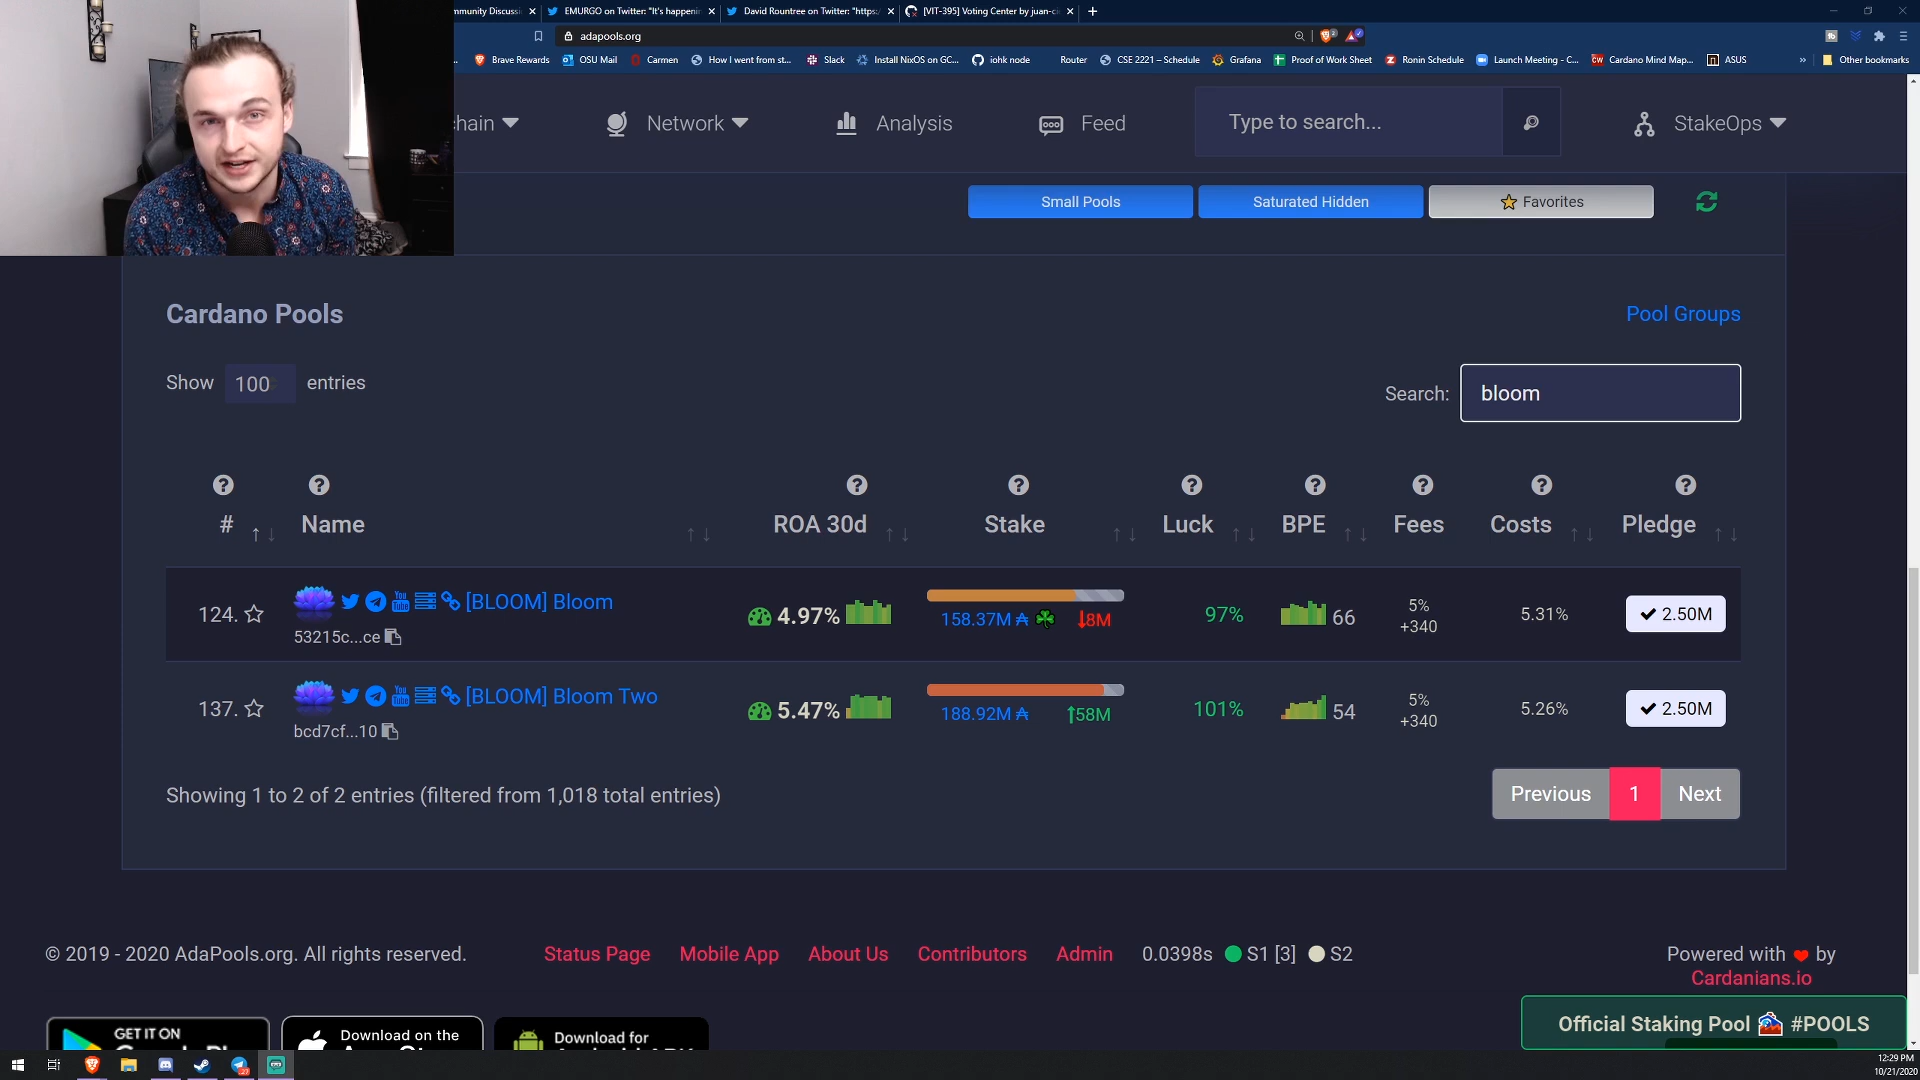 mmunity Discussi
EMURGO on Twitter: "It's happenin
David Rountree on Twitter: "https:
[VIT-395] Voting Center by juan-ci
adapools.org
Brave Rewards
OSU Mail
Carmen
How I went from st...
Slack
Install NixOS on GC...
iohk node
Router
CSE 2221 – Schedule
Grafana
Proof of Work Sheet
Ronin Schedule
Launch Meeting - C...
Cardano Mind Map...
ASUS
»
Other bookmarks
hain
Network
Analysis
Feed
Type to search...
StakeOps
Small Pools
Saturated Hidden
Favorites
Cardano Pools
Pool Groups
Show 100 entries
Search: bloom
# Name ROA 30d Stake Luck BPE Fees Costs Pledge
124. [BLOOM] Bloom
53215c...ce
4.97%
158.37M ₳ ↓8M
97%
66
5%
+340
5.31%
2.50M
137. [BLOOM] Bloom Two
bcd7cf...10
5.47%
188.92M ₳ ↑58M
101%
54
5%
+340
5.26%
2.50M
Showing 1 to 2 of 2 entries (filtered from 1,018 total entries)
Previous 1 Next
© 2019 - 2020 AdaPools.org. All rights reserved.
Status Page
Mobile App
About Us
Contributors
Admin
0.0398s S1 [3] S2
Powered with ♥ by
Cardanians.io
Official Staking Pool #POOLS
GET IT ON
Download on the
Download for
12:29 PM
10/21/2020